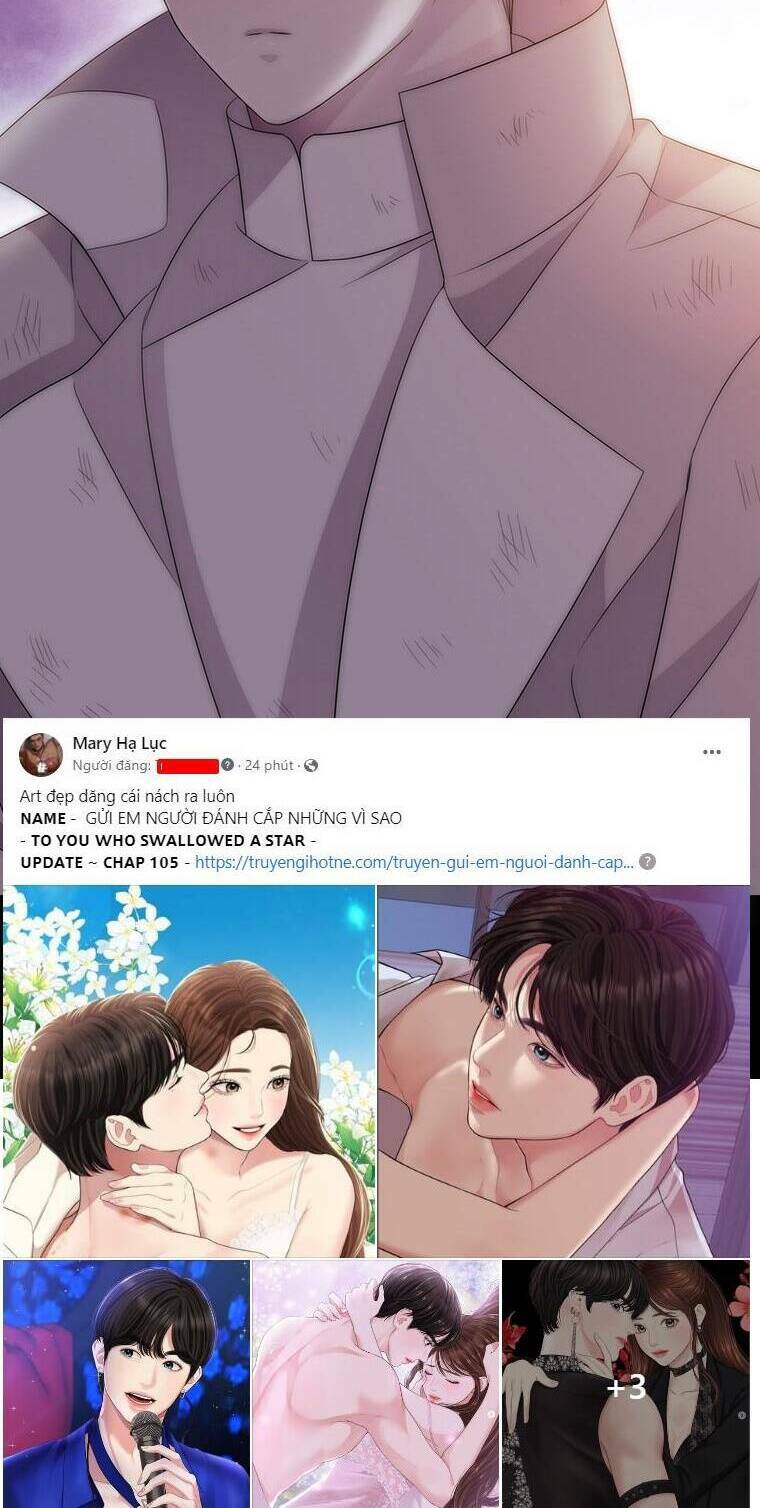 Mary Hạ Lục
Người đăng: · 24 phút ·
Art đẹp dăng cái nách ra luôn
NAME - GỬI EM NGƯỜI ĐÁNH CẮP NHỮNG VÌ SAO
- TO YOU WHO SWALLOWED A STAR -
UPDATE ~ CHAP 105 - https://truyengihotne.com/truyen-gui-em-nguoi-danh-cap...
+3